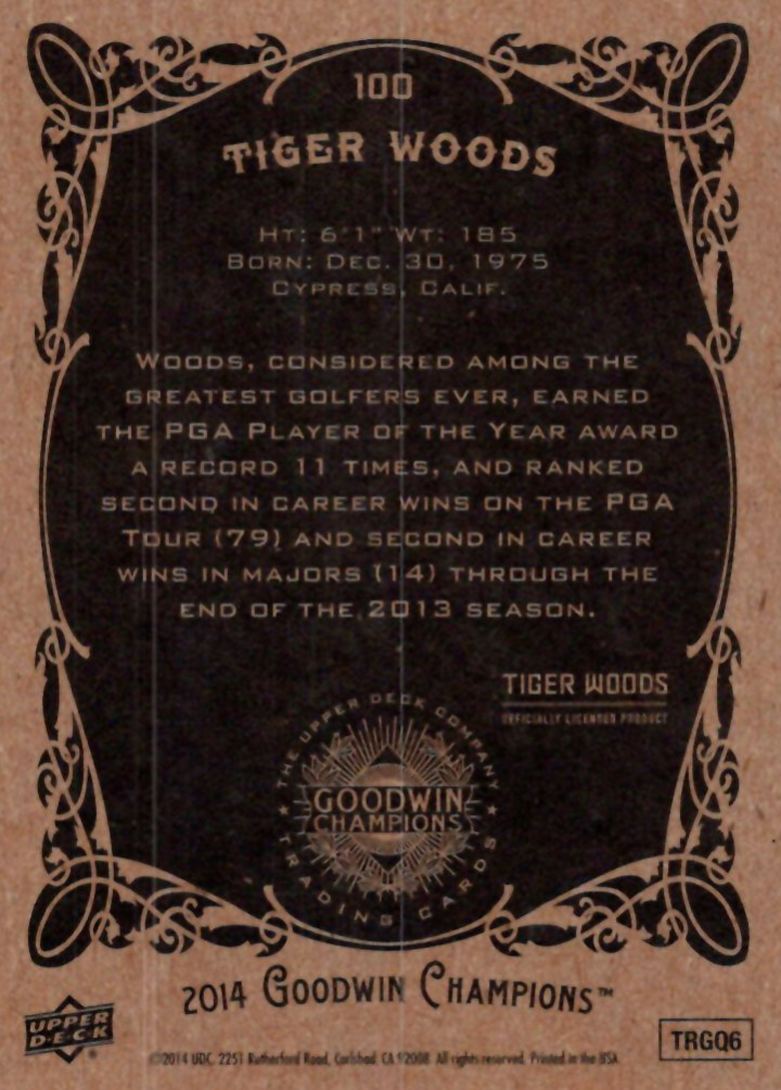 100
TIGER WOODS
HT: 6'1" WT: 185
BORN: DEC. 30, 1975
CYPRESS, CALIF.
WOODS, CONSIDERED AMONG THE
GREATEST GOLFERS EVER, EARNED
THE PGA PLAYER OF THE YEAR AWARD
A RECORD 11 TIMES, AND RANKED
SECOND IN CAREER WINS ON THE PGA
TOUR (79) AND SECOND IN CAREER
WINS IN MAJORS (14) THROUGH THE
END OF THE 2013 SEASON.
TIGER WOODS
OFFICIALLY LICENSED PRODUCT
THE UPPER DECK COMPANY
GOODWIN
CHAMPIONS
TRADING CARDS
2014 GOODWIN CHAMPIONS™
UPPER
D·E·C·K
®
TRGQ6
©2014 UDC. 2251 Rutherford Road, Carlsbad, CA 92008. All rights reserved. Printed in the USA